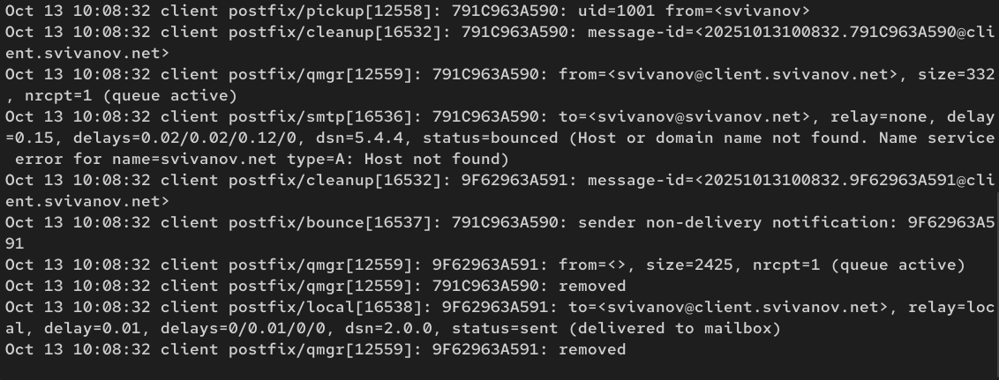 Oct 13 10:08:32 client postfix/pickup[12558]: 791C963A590: uid=1001 from=<svivanov>
Oct 13 10:08:32 client postfix/cleanup[16532]: 791C963A590: message-id=<20251013100832.791C963A590@cli
ent.svivanov.net>
Oct 13 10:08:32 client postfix/qmgr[12559]: 791C963A590: from=<svivanov@client.svivanov.net>, size=332
, nrcpt=1 (queue active)
Oct 13 10:08:32 client postfix/smtp[16536]: 791C963A590: to=<svivanov@svivanov.net>, relay=none, delay
=0.15, delays=0.02/0.02/0.12/0, dsn=5.4.4, status=bounced (Host or domain name not found. Name service
 error for name=svivanov.net type=A: Host not found)
Oct 13 10:08:32 client postfix/cleanup[16532]: 9F62963A591: message-id=<20251013100832.9F62963A591@cli
ent.svivanov.net>
Oct 13 10:08:32 client postfix/bounce[16537]: 791C963A590: sender non-delivery notification: 9F62963A5
91
Oct 13 10:08:32 client postfix/qmgr[12559]: 9F62963A591: from=<>, size=2425, nrcpt=1 (queue active)
Oct 13 10:08:32 client postfix/qmgr[12559]: 791C963A590: removed
Oct 13 10:08:32 client postfix/local[16538]: 9F62963A591: to=<svivanov@client.svivanov.net>, relay=loc
al, delay=0.01, delays=0/0.01/0/0, dsn=2.0.0, status=sent (delivered to mailbox)
Oct 13 10:08:32 client postfix/qmgr[12559]: 9F62963A591: removed